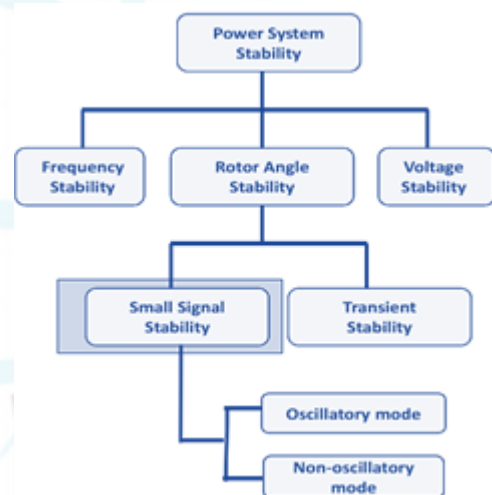 Power System
Stability
Frequency
Stability
Rotor Angle
Stability
Voltage
Stability
Small Signal
Stability
Transient
Stability
Oscillatory mode
Non-oscillatory
mode